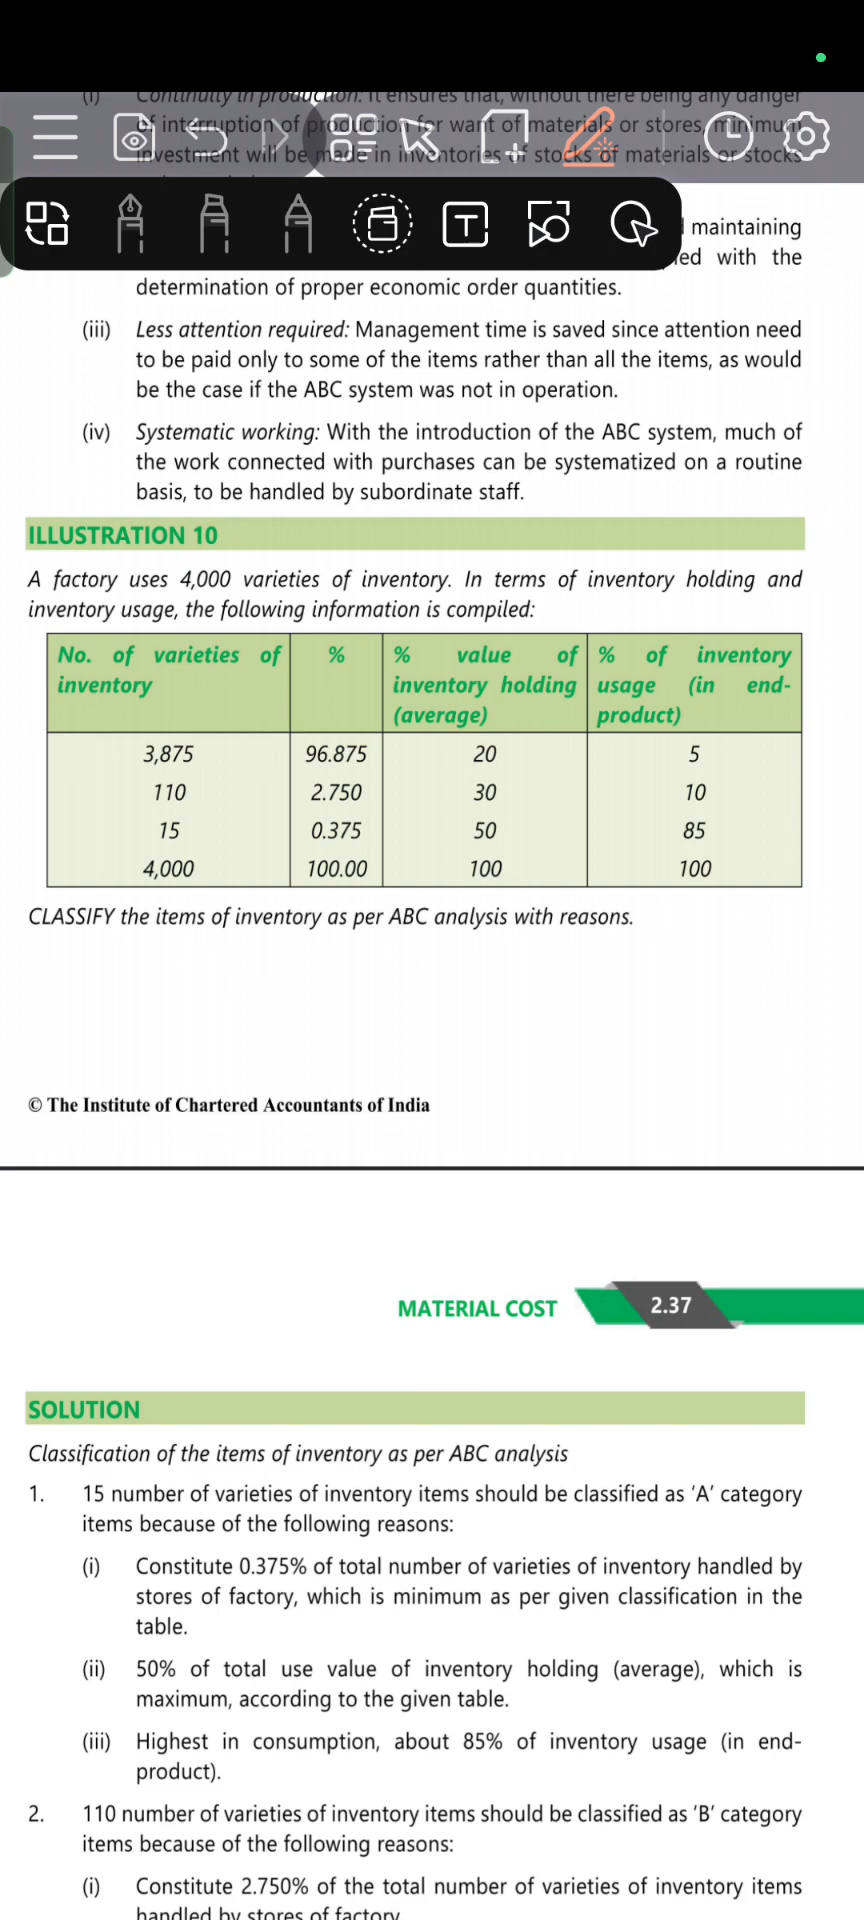 (i) Continuity in production: It ensures that, without there being any danger
of interruption of production for want of materials or stores, minimum
investment will be made in inventories of stocks of materials or stocks
maintaining
with the
determination of proper economic order quantities.
(iii) Less attention required: Management time is saved since attention need
to be paid only to some of the items rather than all the items, as would
be the case if the ABC system was not in operation.
(iv) Systematic working: With the introduction of the ABC system, much of
the work connected with purchases can be systematized on a routine
basis, to be handled by subordinate staff.
ILLUSTRATION 10
A factory uses 4,000 varieties of inventory. In terms of inventory holding and
inventory usage, the following information is compiled:
No. of varieties of % % value of % of inventory
inventory inventory holding usage (in end-
(average) product)
3,875 96.875 20 5
110 2.750 30 10
15 0.375 50 85
4,000 100.00 100 100
CLASSIFY the items of inventory as per ABC analysis with reasons.
© The Institute of Chartered Accountants of India
MATERIAL COST 2.37
SOLUTION
Classification of the items of inventory as per ABC analysis
1. 15 number of varieties of inventory items should be classified as 'A' category
items because of the following reasons:
(i) Constitute 0.375% of total number of varieties of inventory handled by
stores of factory, which is minimum as per given classification in the
table.
(ii) 50% of total use value of inventory holding (average), which is
maximum, according to the given table.
(iii) Highest in consumption, about 85% of inventory usage (in end-
product).
2. 110 number of varieties of inventory items should be classified as 'B' category
items because of the following reasons:
(i) Constitute 2.750% of the total number of varieties of inventory items
handled by stores of factory